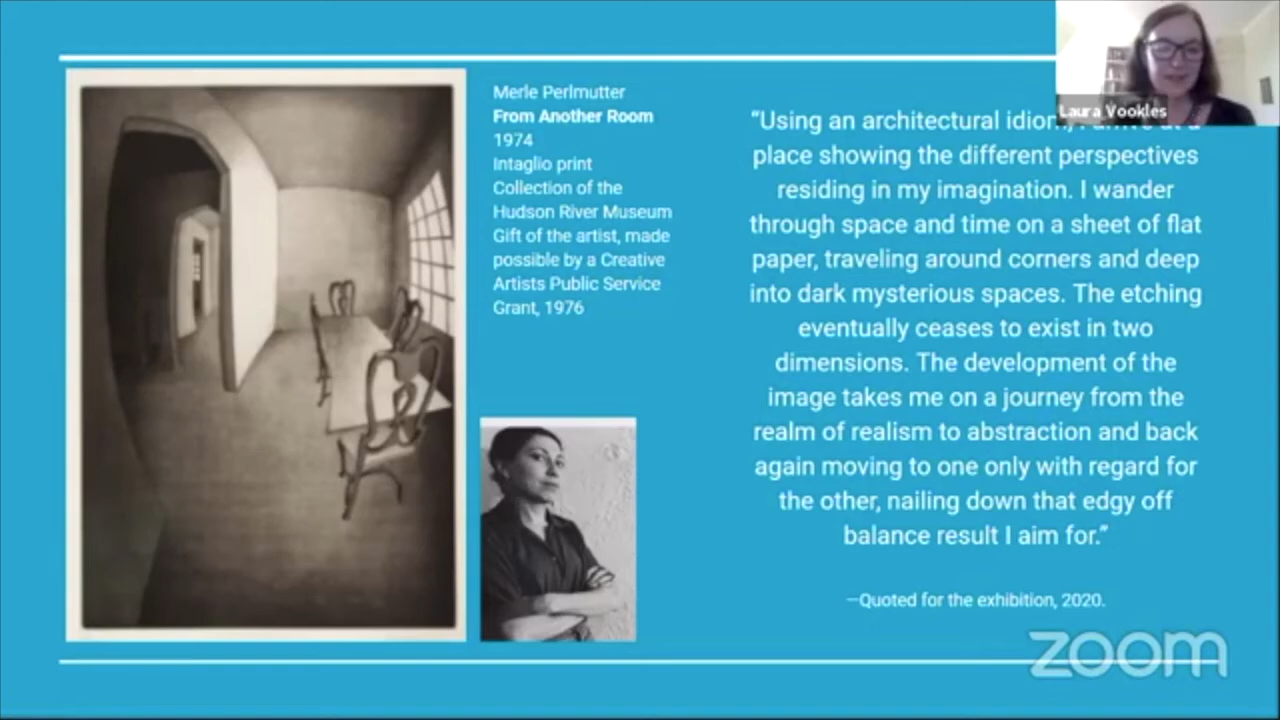 Merle Perlmutter
From Another Room
1974
Intaglio print
Collection of the
Hudson River Museum
Gift of the artist, made
possible by a Creative
Artists Public Service
Grant, 1976
Laura Vookles
“Using an architectural idiom, I arrive at a
place showing the different perspectives
residing in my imagination. I wander
through space and time on a sheet of flat
paper, traveling around corners and deep
into dark mysterious spaces. The etching
eventually ceases to exist in two
dimensions. The development of the
image takes me on a journey from the
realm of realism to abstraction and back
again moving to one only with regard for
the other, nailing down that edgy off
balance result I aim for.”
—Quoted for the exhibition, 2020.
zoom